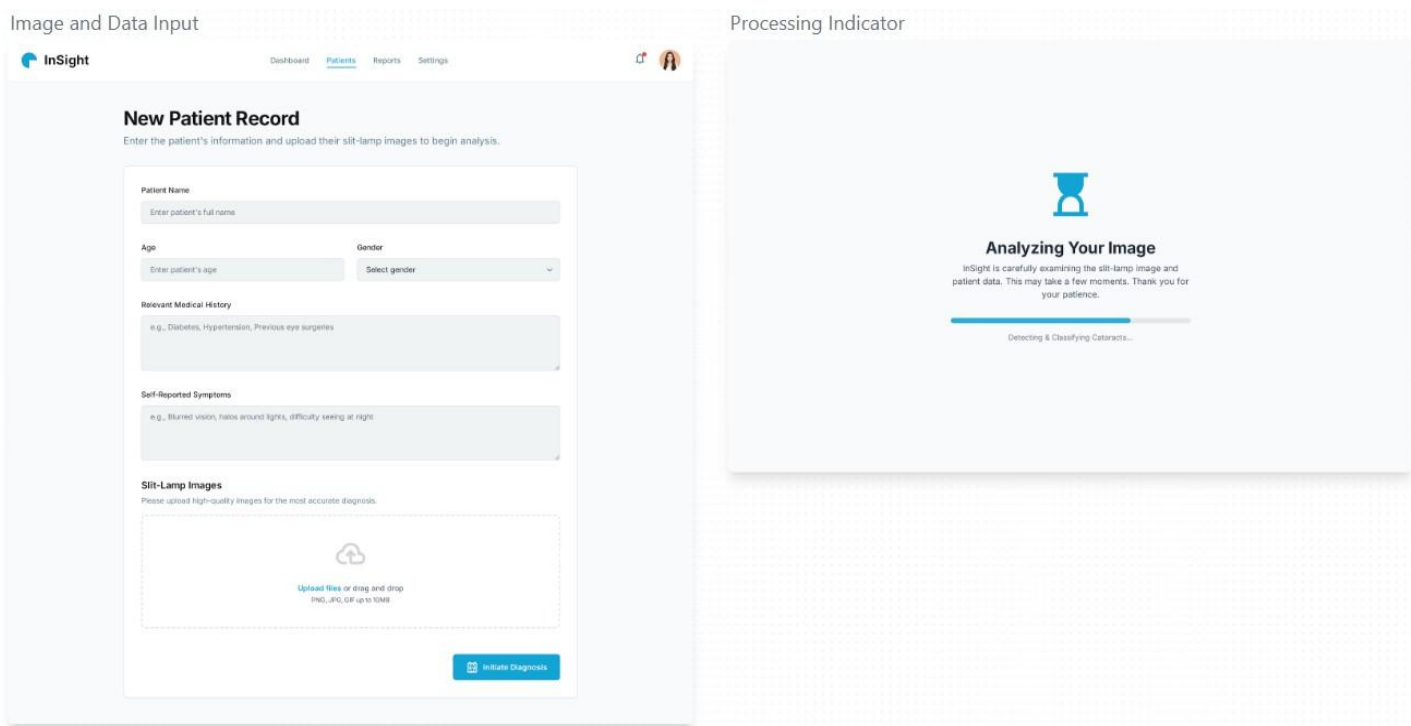 Image and Data Input
InSight
Dashboard Patients Reports Settings
New Patient Record
Enter the patient's information and upload their slit-lamp images to begin analysis.
Patient Name
Enter patient's full name
Age Gender
Enter patient's age Select gender
Relevant Medical History
e.g., Diabetes, Hypertension, Previous eye surgeries
Self-Reported Symptoms
e.g., Blurred vision, halos around lights, difficulty seeing at night
Slit-Lamp Images
Please upload high-quality images for the most accurate diagnosis.
Upload files or drag and drop
PNG, JPG, GIF up to 10MB
Initiate Diagnosis
Processing Indicator
Analyzing Your Image
InSight is carefully examining the slit-lamp image and
patient data. This may take a few moments. Thank you for
your patience.
Detecting & Classifying Cataracts...